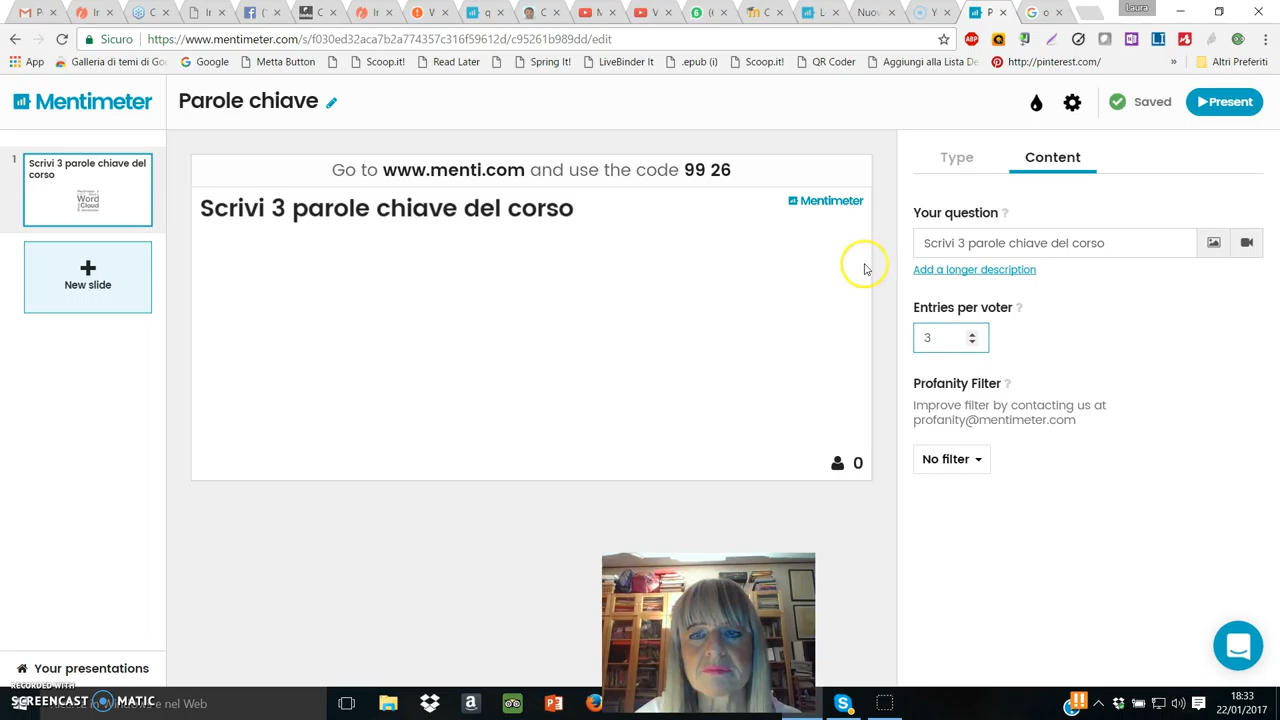 Laura
Sicuro | https://www.mentimeter.com/s/f030ed32aca7b2a774357c316f59612d/c95261b989dd/edit
App Galleria di temi di Go Google Metta Button Scoop.it! Read Later Spring It! LiveBinder It .epub (i) Scoop.it! QR Coder Aggiungi alla Lista De http://pinterest.com/ » Altri Preferiti
Mentimeter
Parole chiave
Saved
Present
1
Scrivi 3 parole chiave del
corso
Word
Cloud
New slide
Go to www.menti.com and use the code 99 26
Scrivi 3 parole chiave del corso
Mentimeter
0
Type Content
Your question ?
Scrivi 3 parole chiave del corso
Add a longer description
Entries per voter ?
3
Profanity Filter ?
Improve filter by contacting us at
profanity@mentimeter.com
No filter
Your presentations
RECORDED WITH
SCREENCAST MATIC
e nel Web
18:33
22/01/2017